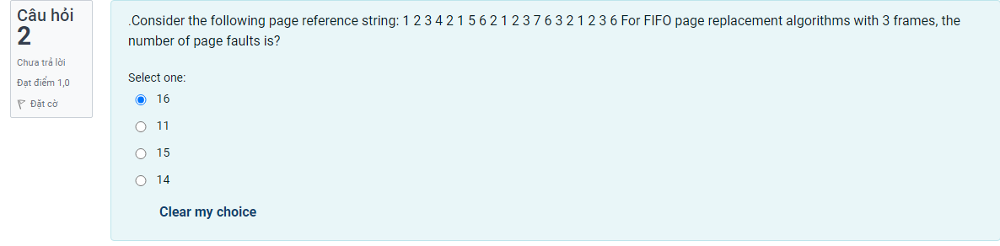 Câu hỏi
2
Chưa trả lời
Đạt điểm 1,0
Đặt cờ
.Consider the following page reference string: 1 2 3 4 2 1 5 6 2 1 2 3 7 6 3 2 1 2 3 6 For FIFO page replacement algorithms with 3 frames, the
number of page faults is?
Select one:
16
11
15
14
Clear my choice